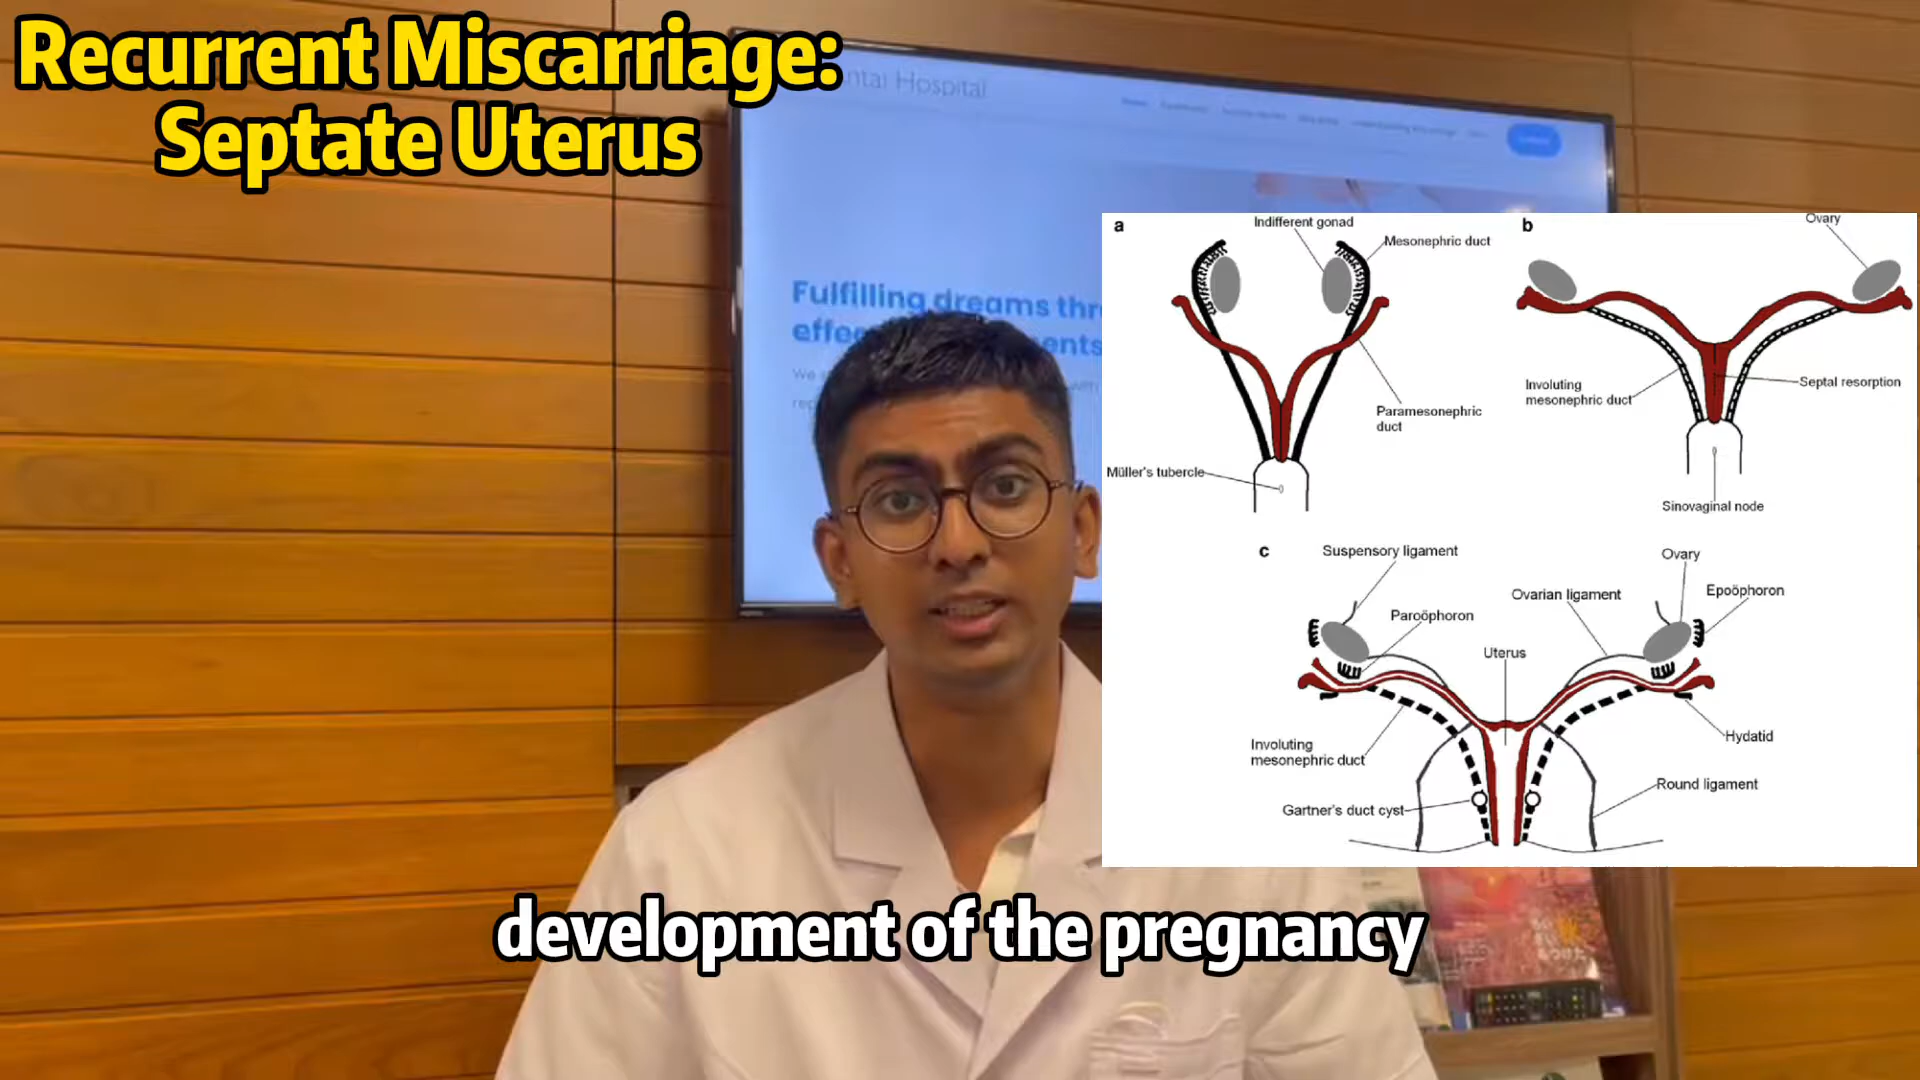 Recurrent Miscarriage:
Septate Uterus
ntal Hospital
Fulfilling dreams thr
effe ents
We
a
Indifferent gonad
Mesonephric duct
Paramesonephric
duct
Müller's tubercle
b
Ovary
Involuting
mesonephric duct
Septal resorption
Sinovaginal node
c
Suspensory ligament
Ovary
Ovarian ligament
Epoöphoron
Paroöphoron
Uterus
Hydatid
Involuting
mesonephric duct
Round ligament
Gartner's duct cyst
development of the pregnancy